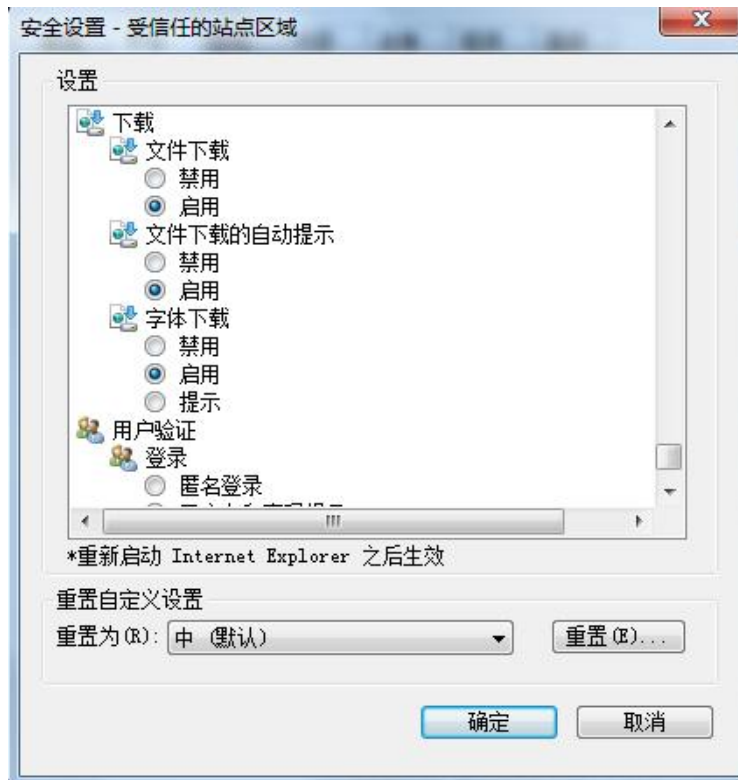 安全设置 - 受信任的站点区域
设置
下载
文件下载
禁用
启用
文件下载的自动提示
禁用
启用
字体下载
禁用
启用
提示
用户验证
登录
匿名登录
*重新启动 Internet Explorer 之后生效
重置自定义设置
重置为(R): 中 (默认) 重置(E)...
确定 取消